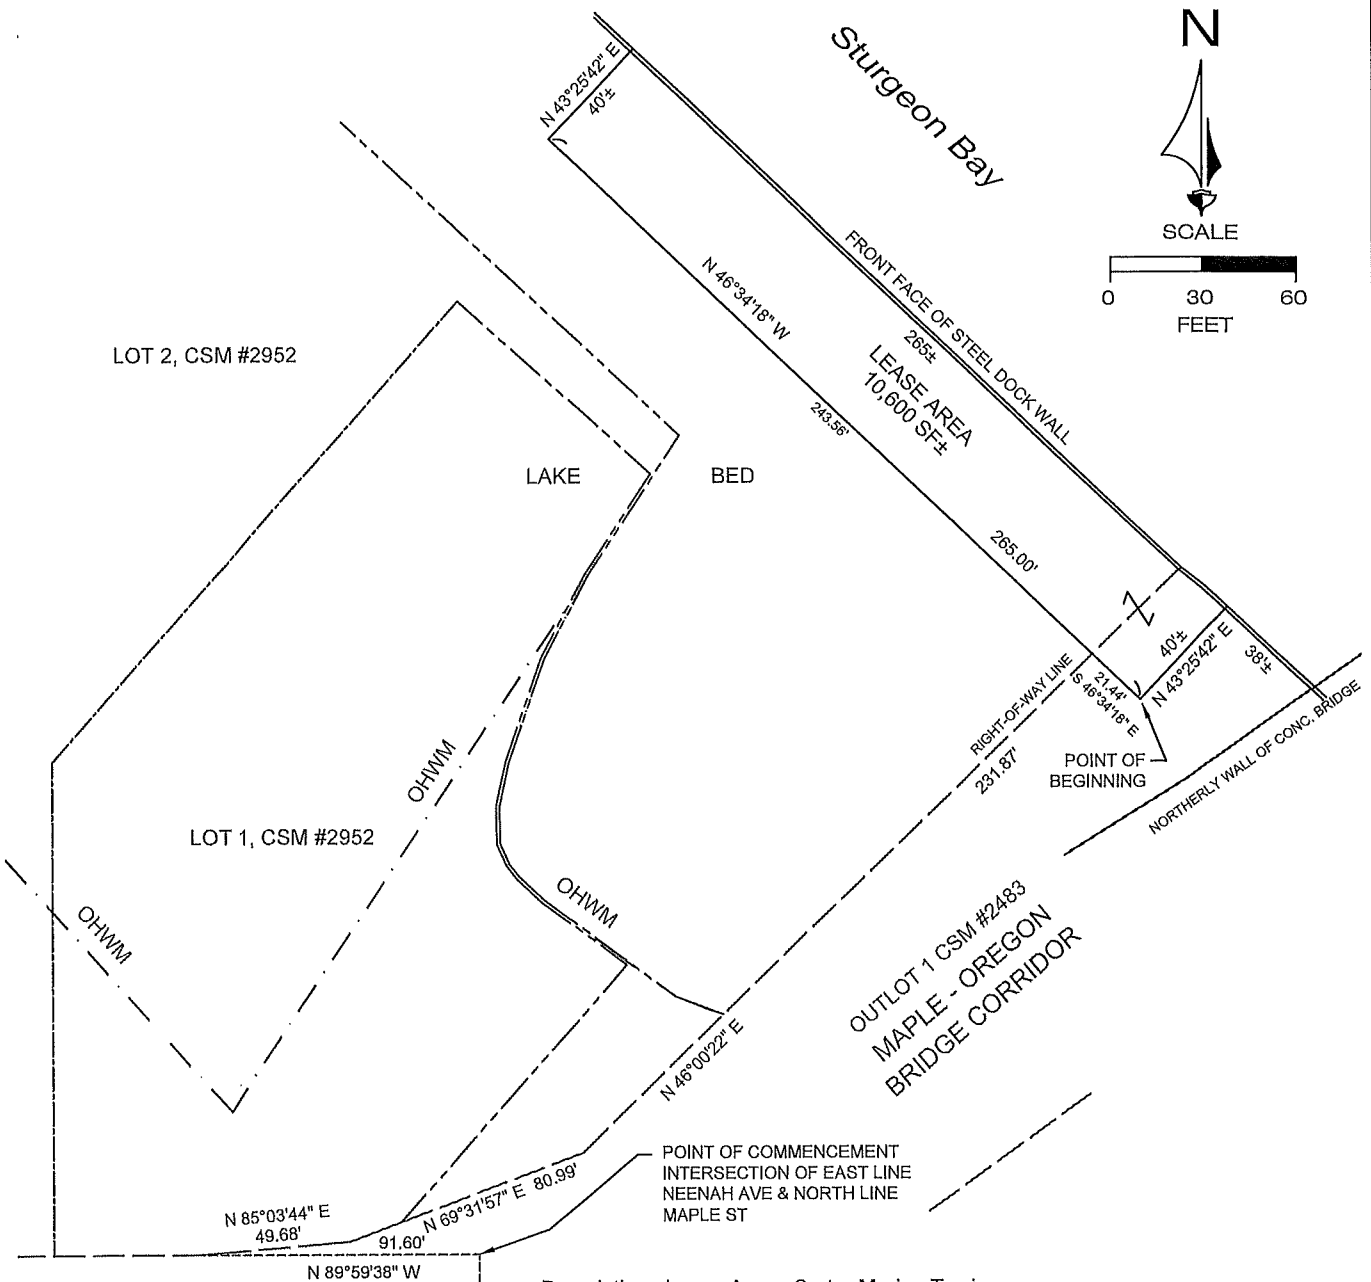 N
Sturgeon Bay
SCALE
0 30 60
FEET
N 43°25'42" E
40'±
FRONT FACE OF STEEL DOCK WALL
265±
N 46°34'18" W
LEASE AREA
10,600 SF±
243.56'
265.00'
LOT 2, CSM #2952
LAKE BED
40'±
N 43°25'42" E
38'±
21.44'
S 46°34'18" E
RIGHT-OF-WAY LINE
231.87'
POINT OF
BEGINNING
NORTHERLY WALL OF CONC. BRIDGE
OHWM
LOT 1, CSM #2952
OHWM
OHWM
OUTLOT 1 CSM #2483
MAPLE - OREGON
BRIDGE CORRIDOR
N 46°00'22" E
POINT OF COMMENCEMENT
INTERSECTION OF EAST LINE
NEENAH AVE & NORTH LINE
MAPLE ST
N 69°31'57" E 80.99'
N 85°03'44" E
49.68'
91.60'
N 89°59'38" W